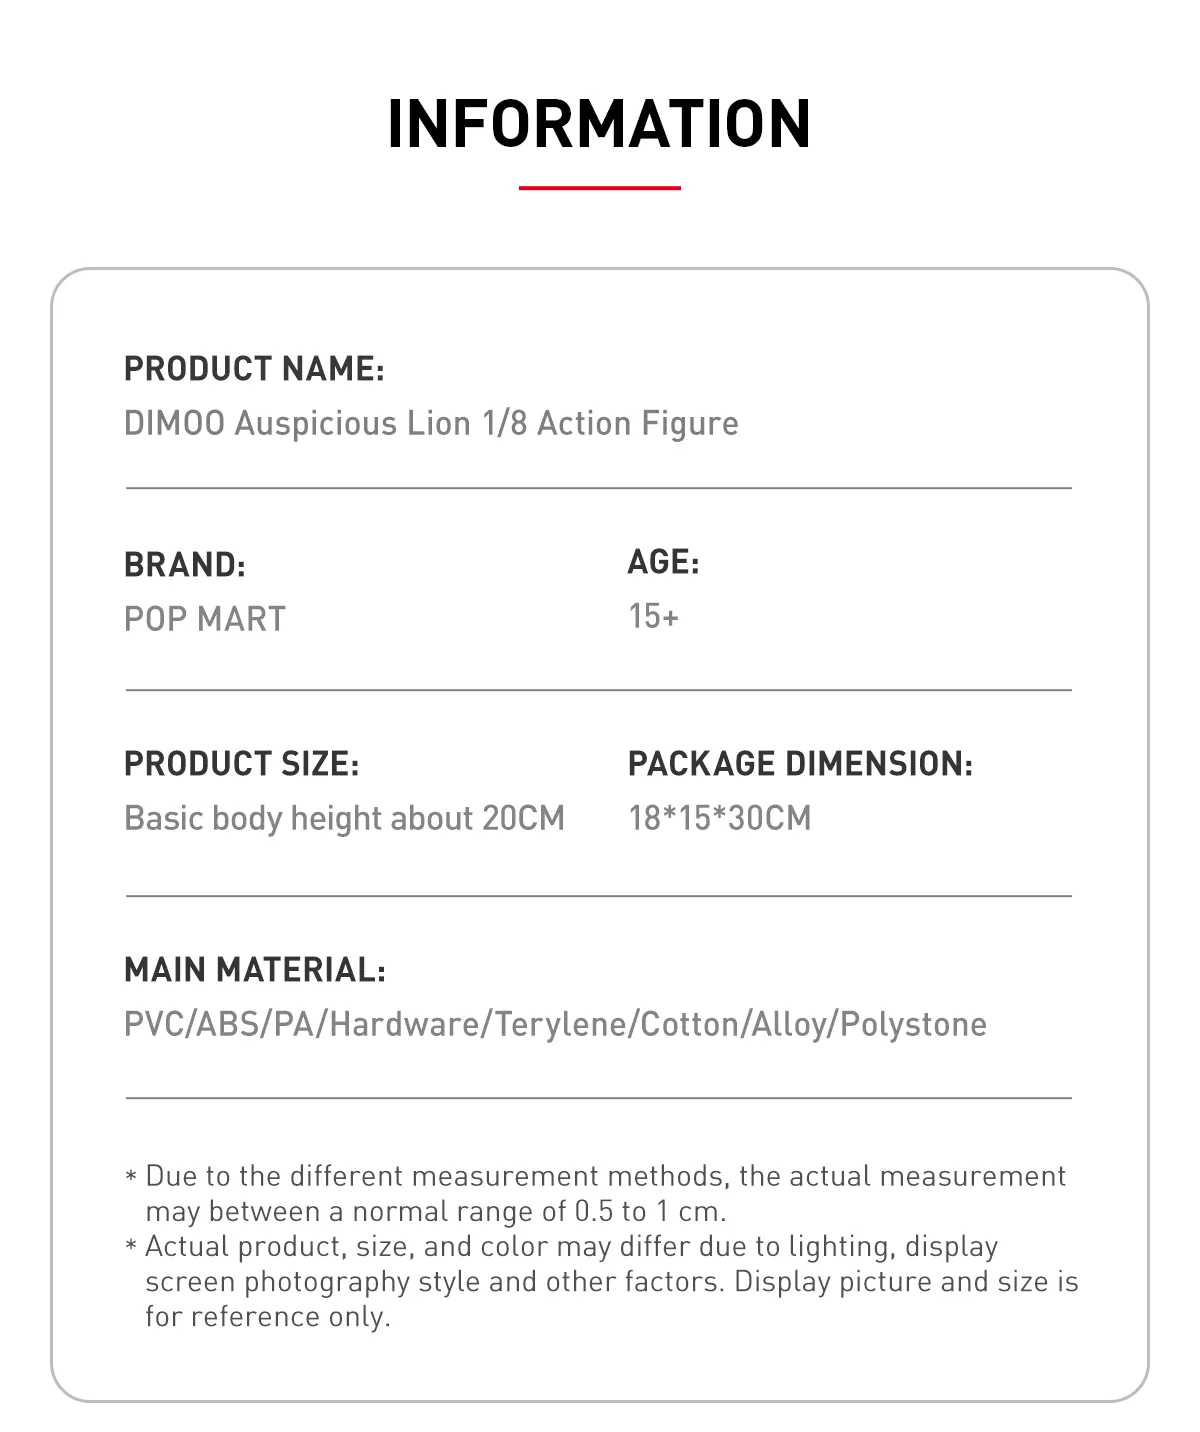 INFORMATION
PRODUCT NAME:
DIMOO Auspicious Lion 1/8 Action Figure
BRAND:
POP MART
AGE:
15+
PRODUCT SIZE:
Basic body height about 20CM
PACKAGE DIMENSION:
18*15*30CM
MAIN MATERIAL:
PVC/ABS/PA/Hardware/Terylene/Cotton/Alloy/Polystone
* Due to the different measurement methods, the actual measurement
may between a normal range of 0.5 to 1 cm.
* Actual product, size, and color may differ due to lighting, display
screen photography style and other factors. Display picture and size is
for reference only.